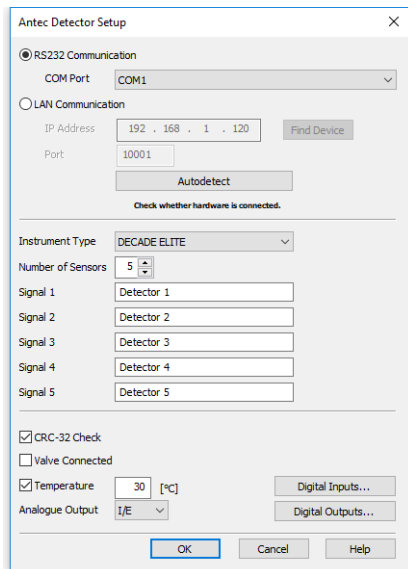 Antec Detector Setup
RS232 Communication
COM Port COM1
LAN Communication
IP Address 192 . 168 . 1 . 120 Find Device
Port 10001
Autodetect
Check whether hardware is connected.
Instrument Type DECADE ELITE
Number of Sensors 5
Signal 1 Detector 1
Signal 2 Detector 2
Signal 3 Detector 3
Signal 4 Detector 4
Signal 5 Detector 5
CRC-32 Check
Valve Connected
Temperature 30 [°C] Digital Inputs...
Analogue Output I/E Digital Outputs...
OK Cancel Help